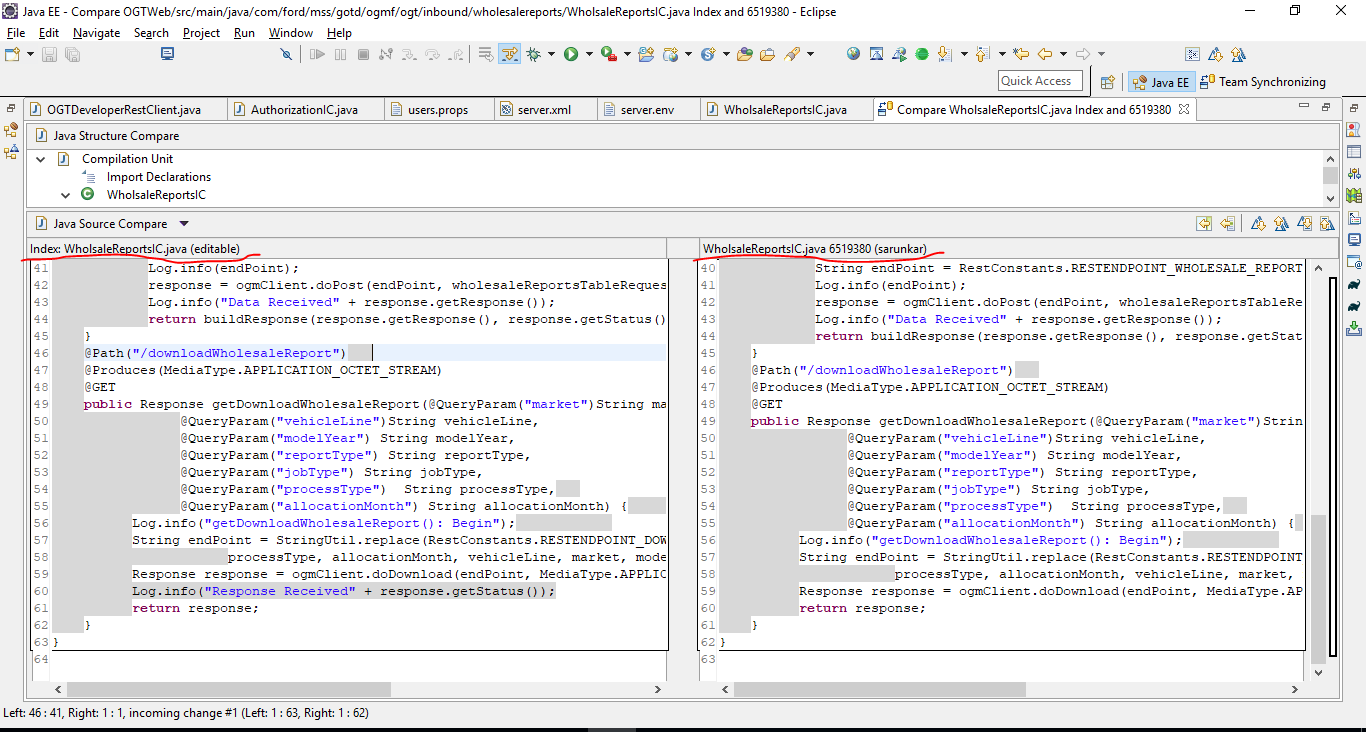 Java EE - Compare OGTWeb/src/main/java/com/ford/mss/gotd/ogmf/ogt/inbound/wholesalereports/WholsaleReportsIC.java Index and 6519380 - Eclipse
File Edit Navigate Search Project Run Window Help
Quick Access
Java EE
Team Synchronizing
OGTDeveloperRestClient.java
AuthorizationIC.java
users.props
server.xml
server.env
WholsaleReportsIC.java
Compare WholsaleReportsIC.java Index and 6519380
Java Structure Compare
Compilation Unit
Import Declarations
WholsaleReportsIC
Java Source Compare
Index: WholsaleReportsIC.java (editable)
41 Log.info(endPoint);
42 response = ogmClient.doPost(endPoint, wholesaleReportsTableReques
43 Log.info("Data Received" + response.getResponse());
44 return buildResponse(response.getResponse(), response.getStatus()
45 }
46 @Path("/downloadWholesaleReport")
47 @Produces(MediaType.APPLICATION_OCTET_STREAM)
48 @GET
49 public Response getDownloadWholesaleReport(@QueryParam("market")String ma
50 @QueryParam("vehicleLine")String vehicleLine,
51 @QueryParam("modelYear") String modelYear,
52 @QueryParam("reportType") String reportType,
53 @QueryParam("jobType") String jobType,
54 @QueryParam("processType")  String processType,
55 @QueryParam("allocationMonth") String allocationMonth) {
56 Log.info("getDownloadWholesaleReport(): Begin");
57 String endPoint = StringUtil.replace(RestConstants.RESTENDPOINT_DOW
58 processType, allocationMonth, vehicleLine, market, mode
59 Response response = ogmClient.doDownload(endPoint, MediaType.APPLIC
60 Log.info("Response Received" + response.getStatus());
61 return response;
62 }
63 }
64
WholsaleReportsIC.java 6519380 (sarunkar)
40 String endPoint = RestConstants.RESTENDPOINT_WHOLESALE_REPORT
41 Log.info(endPoint);
42 response = ogmClient.doPost(endPoint, wholesaleReportsTableRe
43 Log.info("Data Received" + response.getResponse());
44 return buildResponse(response.getResponse(), response.getStat
45 }
46 @Path("/downloadWholesaleReport")
47 @Produces(MediaType.APPLICATION_OCTET_STREAM)
48 @GET
49 public Response getDownloadWholesaleReport(@QueryParam("market")Strin
50 @QueryParam("vehicleLine")String vehicleLine,
51 @QueryParam("modelYear") String modelYear,
52 @QueryParam("reportType") String reportType,
53 @QueryParam("jobType") String jobType,
54 @QueryParam("processType")  String processType,
55 @QueryParam("allocationMonth") String allocationMonth) {
56 Log.info("getDownloadWholesaleReport(): Begin");
57 String endPoint = StringUtil.replace(RestConstants.RESTENDPOINT
58 processType, allocationMonth, vehicleLine, market,
59 Response response = ogmClient.doDownload(endPoint, MediaType.AP
60 return response;
61 }
62 }
63
Left: 46 : 41, Right: 1 : 1, incoming change #1 (Left: 1 : 63, Right: 1 : 62)